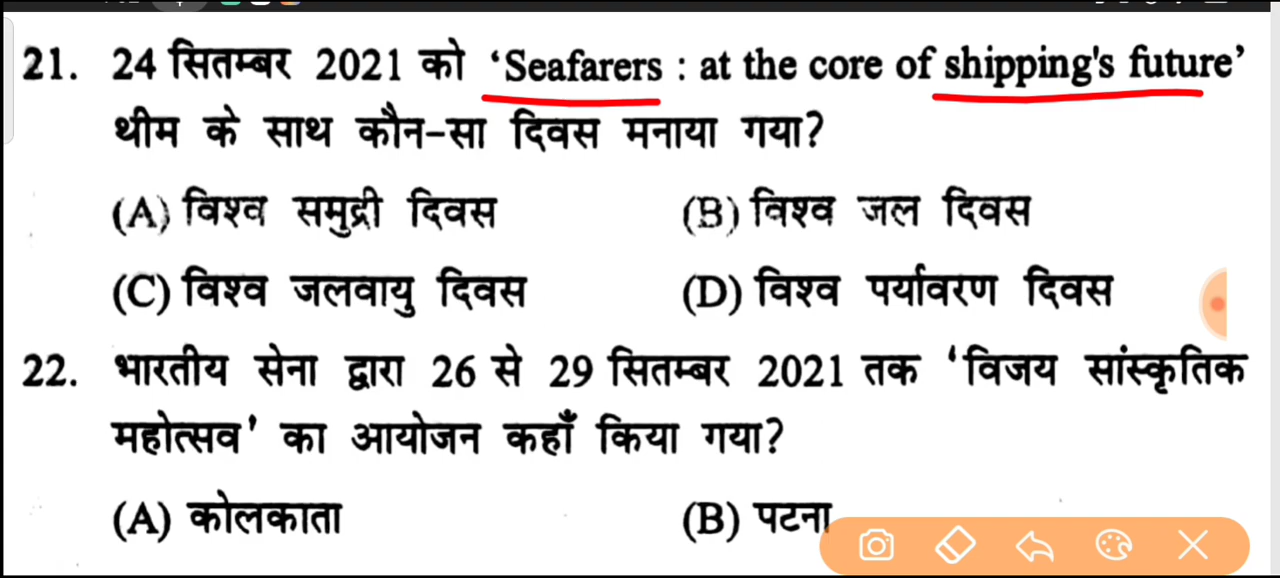 21. 24 सितम्बर 2021 को ‘Seafarers : at the core of shipping's future’
थीम के साथ कौन-सा दिवस मनाया गया?
(A) विश्व समुद्री दिवस (B) विश्व जल दिवस
(C) विश्व जलवायु दिवस (D) विश्व पर्यावरण दिवस
22. भारतीय सेना द्वारा 26 से 29 सितम्बर 2021 तक ‘विजय सांस्कृतिक
महोत्सव’ का आयोजन कहाँ किया गया?
(A) कोलकाता (B) पटना